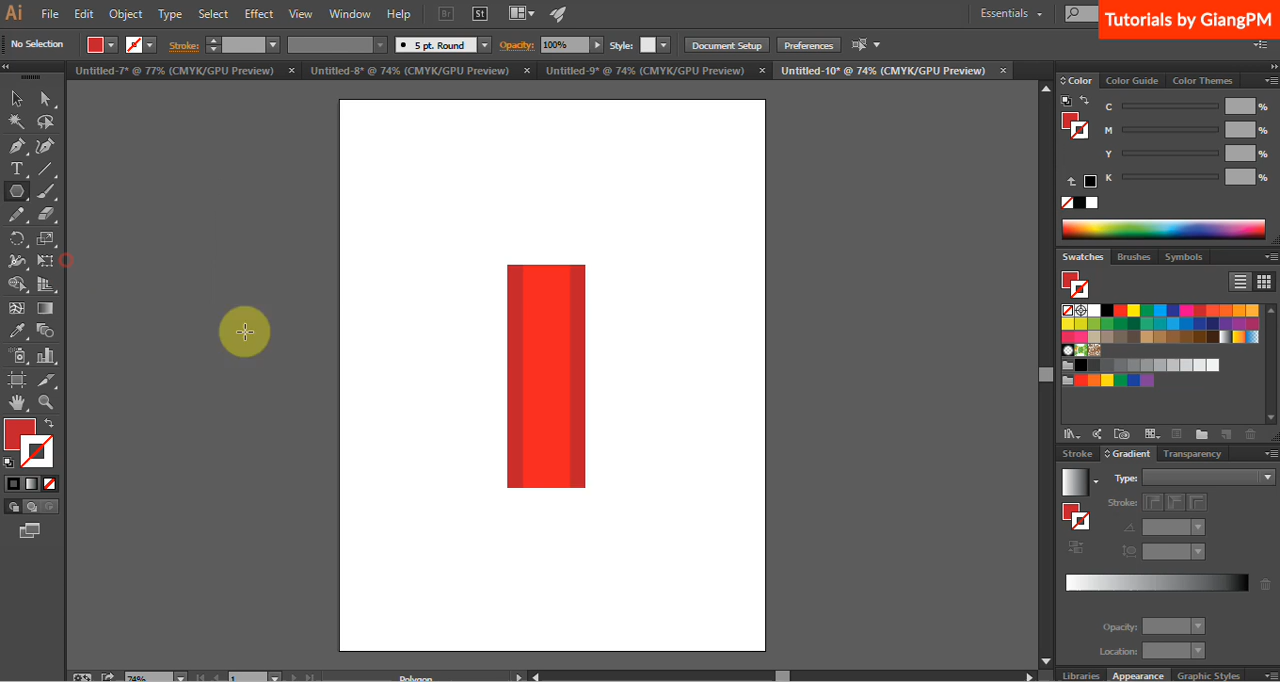 Ai File Edit Object Type Select Effect View Window Help Br St Essentials
Tutorials by GiangPM
No Selection Stroke: 5 pt. Round Opacity: 100% Style: Document Setup Preferences
Untitled-7* @ 77% (CMYK/GPU Preview) × Untitled-8* @ 74% (CMYK/GPU Preview) × Untitled-9* @ 74% (CMYK/GPU Preview) × Untitled-10* @ 74% (CMYK/GPU Preview) ×
Color Color Guide Color Themes
C %
M %
Y %
K %
T
Swatches Brushes Symbols
Stroke Gradient Transparency
Type:
Stroke:
Opacity:
Location:
74% 1 Polygon
Libraries Appearance Graphic Styles